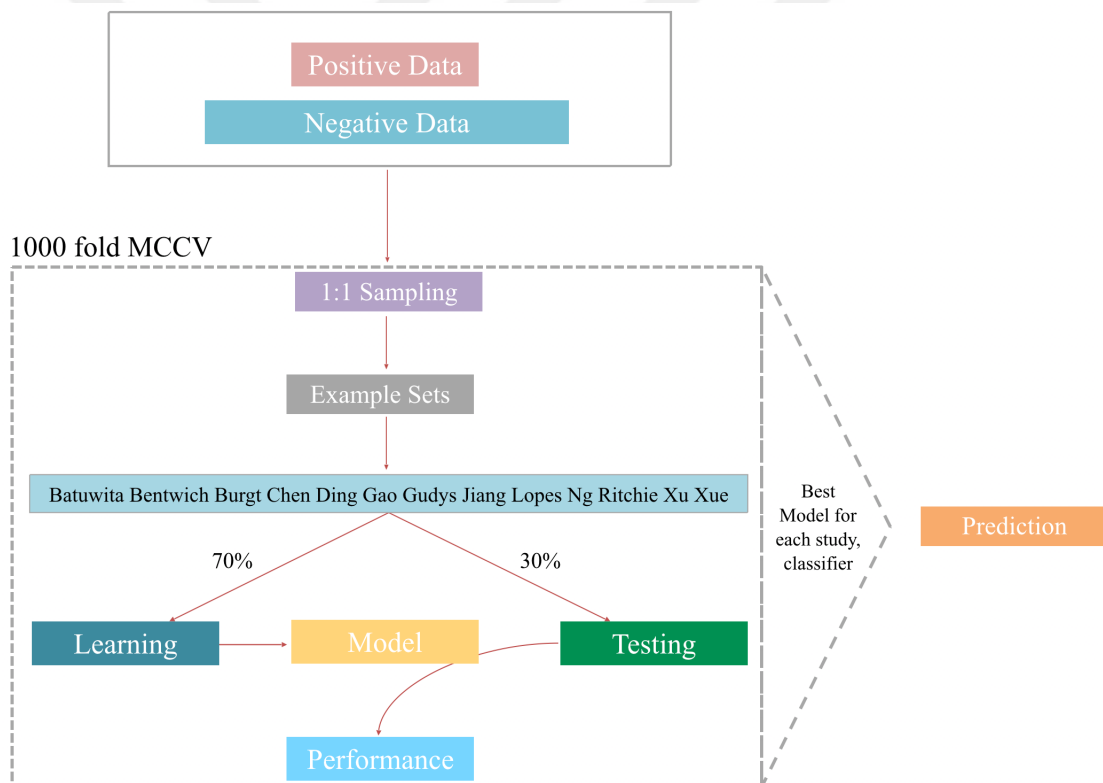 Positive Data
Negative Data
1000 fold MCCV
1:1 Sampling
Example Sets
Batuwita Bentwich Burgt Chen Ding Gao Gudys Jiang Lopes Ng Ritchie Xu Xue
70%
30%
Learning
Model
Testing
Performance
Best
Model for
each study,
classifier
Prediction